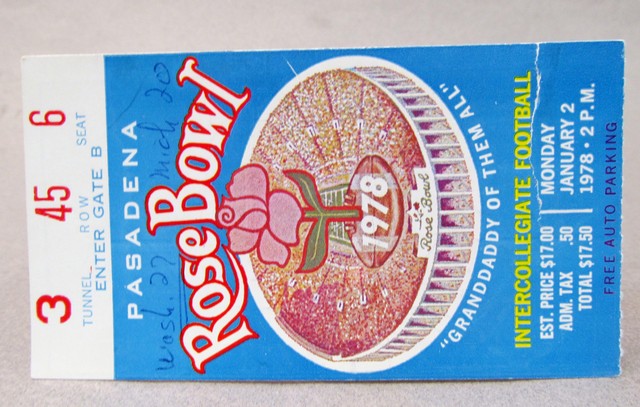 3 45 6
TUNNEL ROW SEAT
ENTER GATE B
PASADENA
Wash. 27 Mich 20
Rose Bowl
1978
The
Rose Bowl
"GRANDDADDY OF THEM ALL"
INTERCOLLEGIATE FOOTBALL
EST. PRICE $17.00
ADM. TAX .50
TOTAL $17.50
MONDAY
JANUARY 2
1978 • 2 P.M.
FREE AUTO PARKING